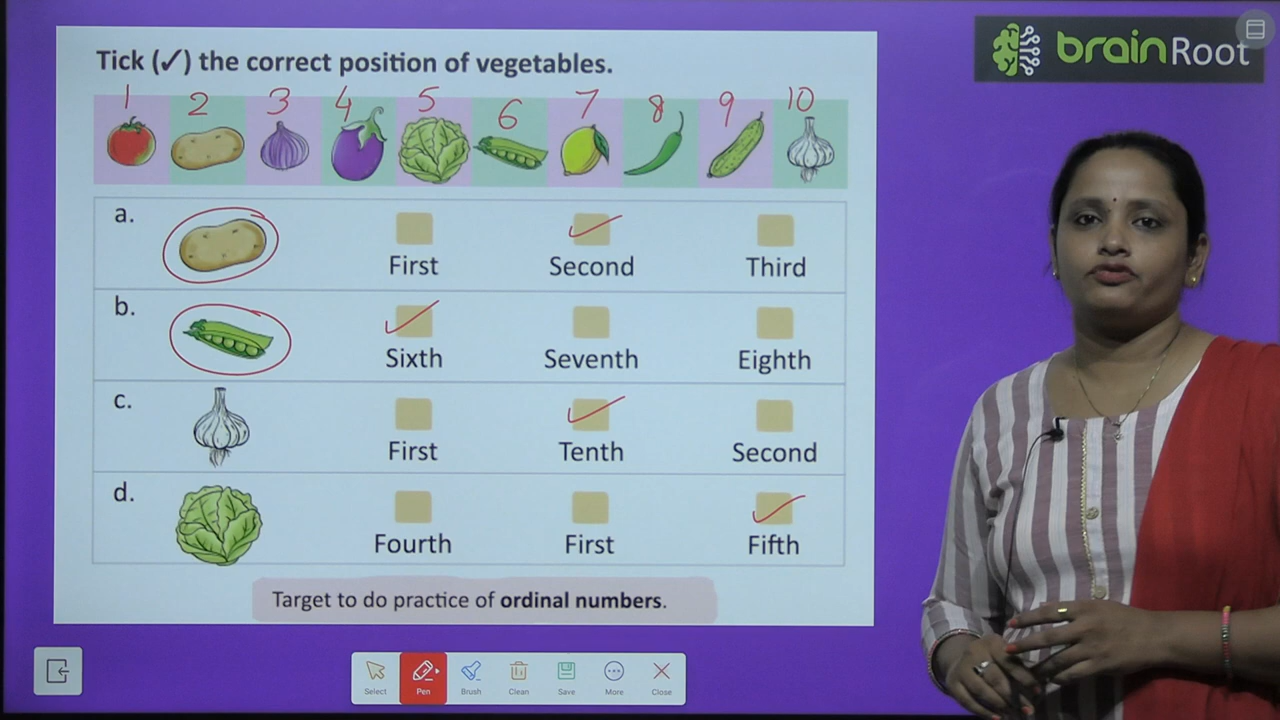 brainRoot
Tick (✓) the correct position of vegetables.
1 2 3 4 5 6 7 8 9 10
a.
First Second Third
b.
Sixth Seventh Eighth
c.
First Tenth Second
d.
Fourth First Fifth
Target to do practice of ordinal numbers.
Select Pen Brush Clean Save More Close